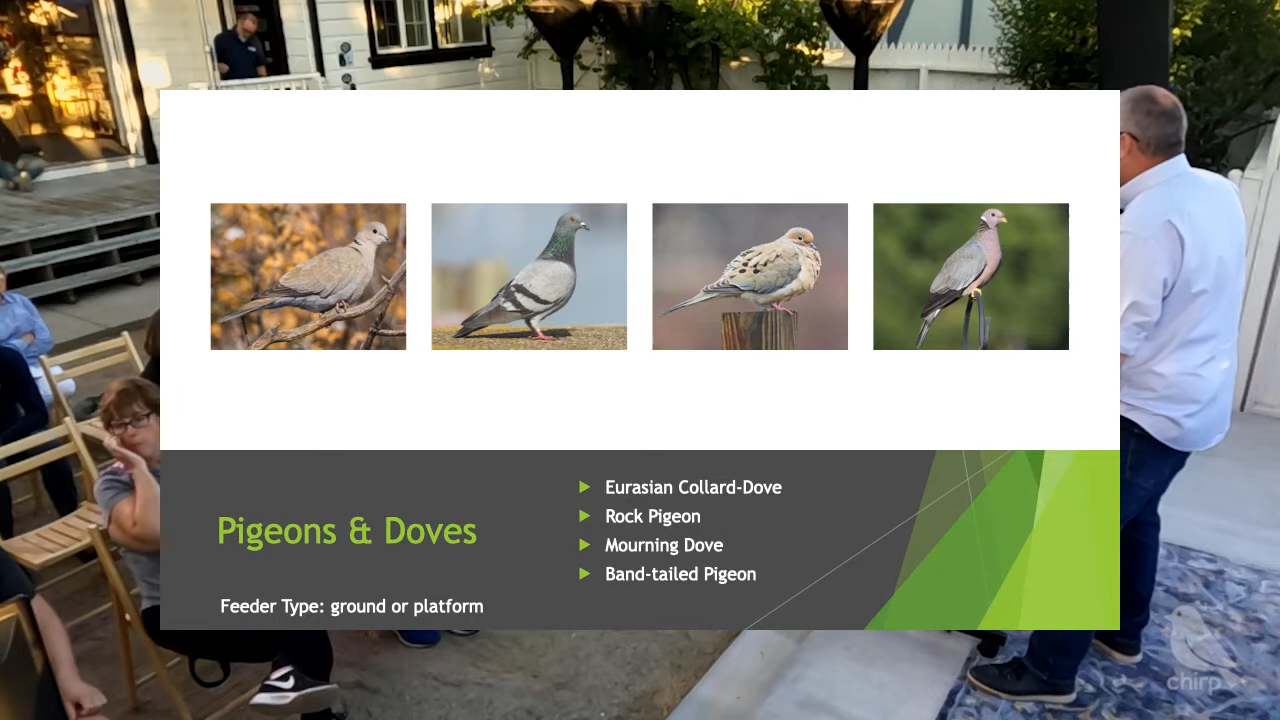 Pigeons & Doves
Feeder Type: ground or platform
Eurasian Collard-Dove
Rock Pigeon
Mourning Dove
Band-tailed Pigeon
chirp